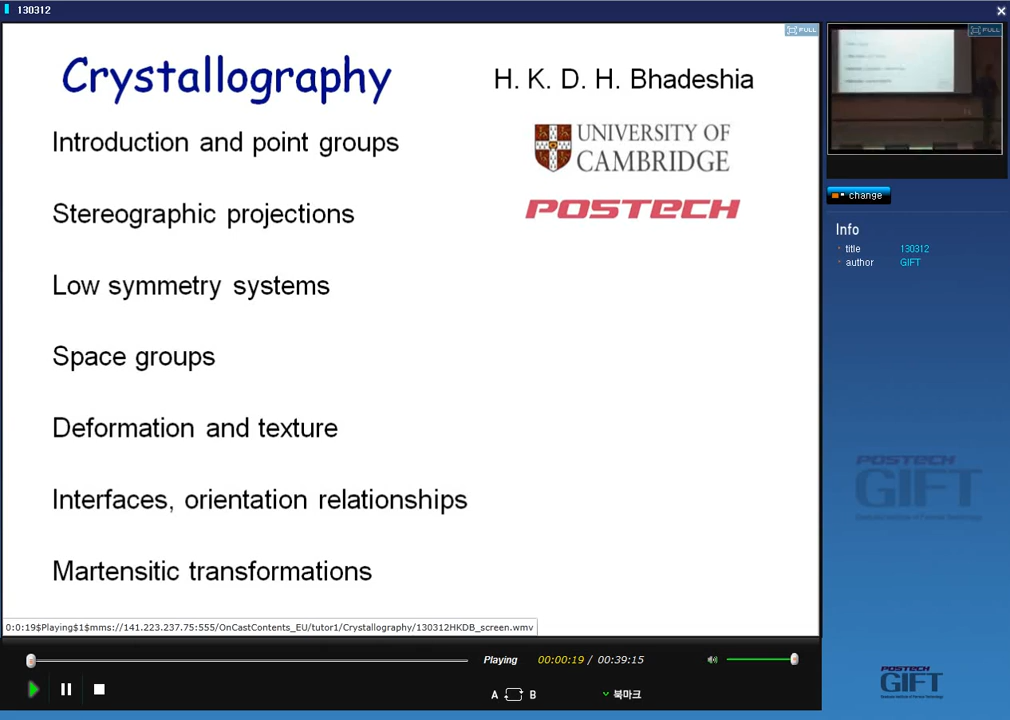 130312
Crystallography
H. K. D. H. Bhadeshia
FULL
FULL
Introduction and point groups
UNIVERSITY OF
CAMBRIDGE
POSTECH
Stereographic projections
Low symmetry systems
Space groups
Deformation and texture
Interfaces, orientation relationships
Martensitic transformations
change
Info
title 130312
author GIFT
POSTECH
GIFT
0:0:19$Playing$1$mms://141.223.237.75:555/OnCastContents_EU/tutor1/Crystallography/130312HKDB_screen.wmv
Playing 00:00:19 / 00:39:15
A B 북마크
POSTECH
GIFT